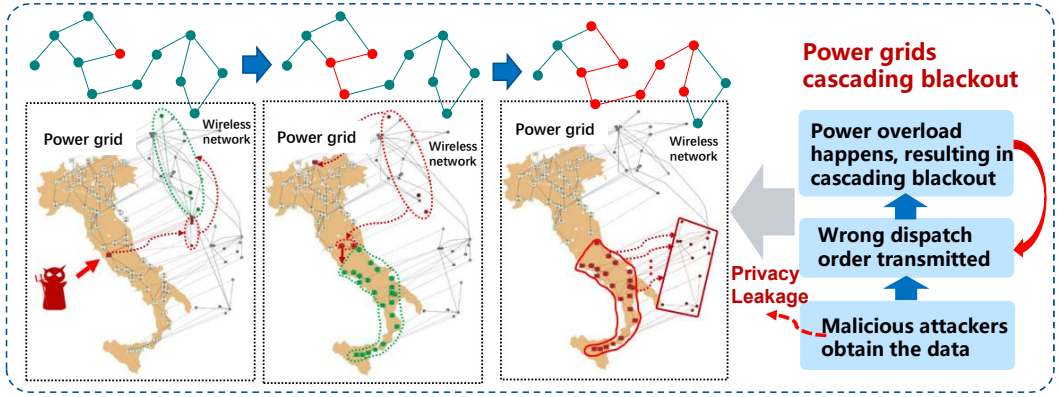 Power grid
Wireless
network
Power grid
Wireless
network
Power grid
Wireless
network
Power grids
cascading blackout
Power overload
happens, resulting in
cascading blackout
Wrong dispatch
order transmitted
Privacy
Leakage
Malicious attackers
obtain the data